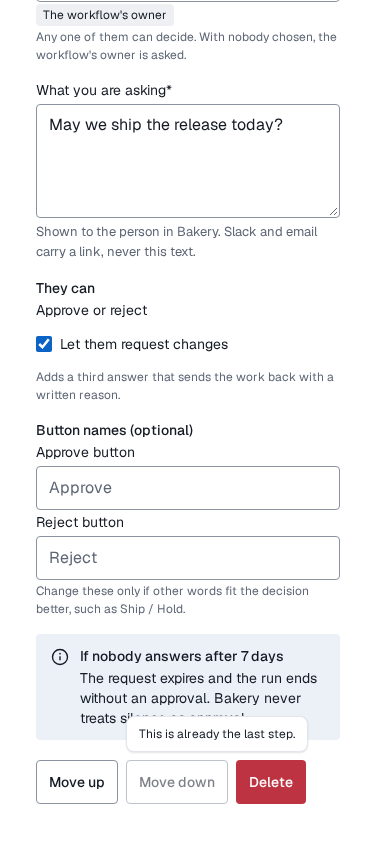 The workflow's owner
Any one of them can decide. With nobody chosen, the
workflow's owner is asked.
What you are asking*
May we ship the release today?
Shown to the person in Bakery. Slack and email
carry a link, never this text.
They can
Approve or reject
Let them request changes
Adds a third answer that sends the work back with a
written reason.
Button names (optional)
Approve button
Approve
Reject button
Reject
Change these only if other words fit the decision
better, such as Ship / Hold.
If nobody answers after 7 days
The request expires and the run ends
without an approval. Bakery never
treats
This is already the last step.
Move up
Move down
Delete